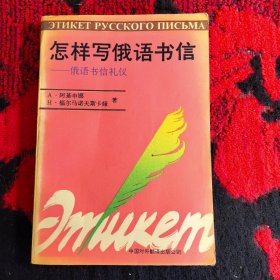 ЭТИКЕТ РУССКОГО ПИСЬМА
怎样写俄语书信
——俄语书信礼仪
А·阿基申娜
Н·福尔马诺夫斯卡娅 著
Этикет
中国对外翻译出版公司